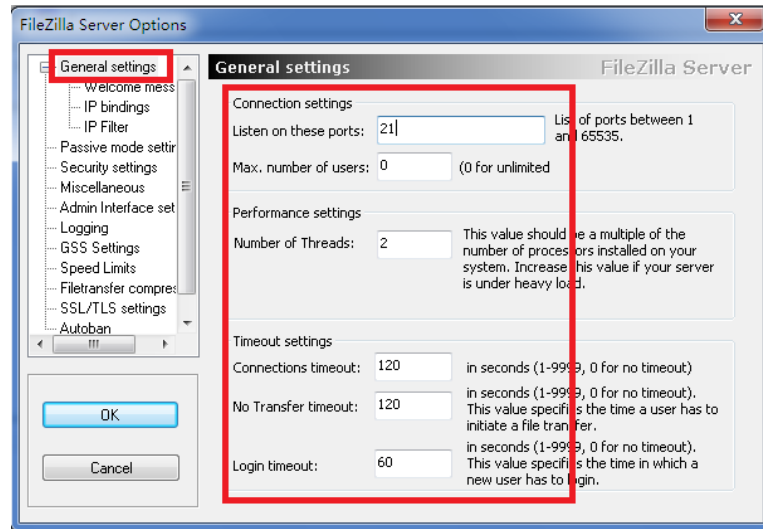 FileZilla Server Options
General settings
Welcome mess
IP bindings
IP Filter
Passive mode settir
Security settings
Miscellaneous
Admin Interface set
Logging
GSS Settings
Speed Limits
Filetransfer compres
SSL/TLS settings
Autoban
OK
Cancel
General settings
FileZilla Server
Connection settings
Listen on these ports: 21
List of ports between 1
and 65535.
Max. number of users: 0 (0 for unlimited
Performance settings
Number of Threads: 2
This value should be a multiple of the
number of processors installed on your
system. Increase this value if your server
is under heavy load.
Timeout settings
Connections timeout: 120 in seconds (1-9999, 0 for no timeout)
No Transfer timeout: 120
in seconds (1-9999, 0 for no timeout).
This value specifies the time a user has to
initiate a file transfer.
Login timeout: 60
in seconds (1-9999, 0 for no timeout).
This value specifies the time in which a
new user has to login.